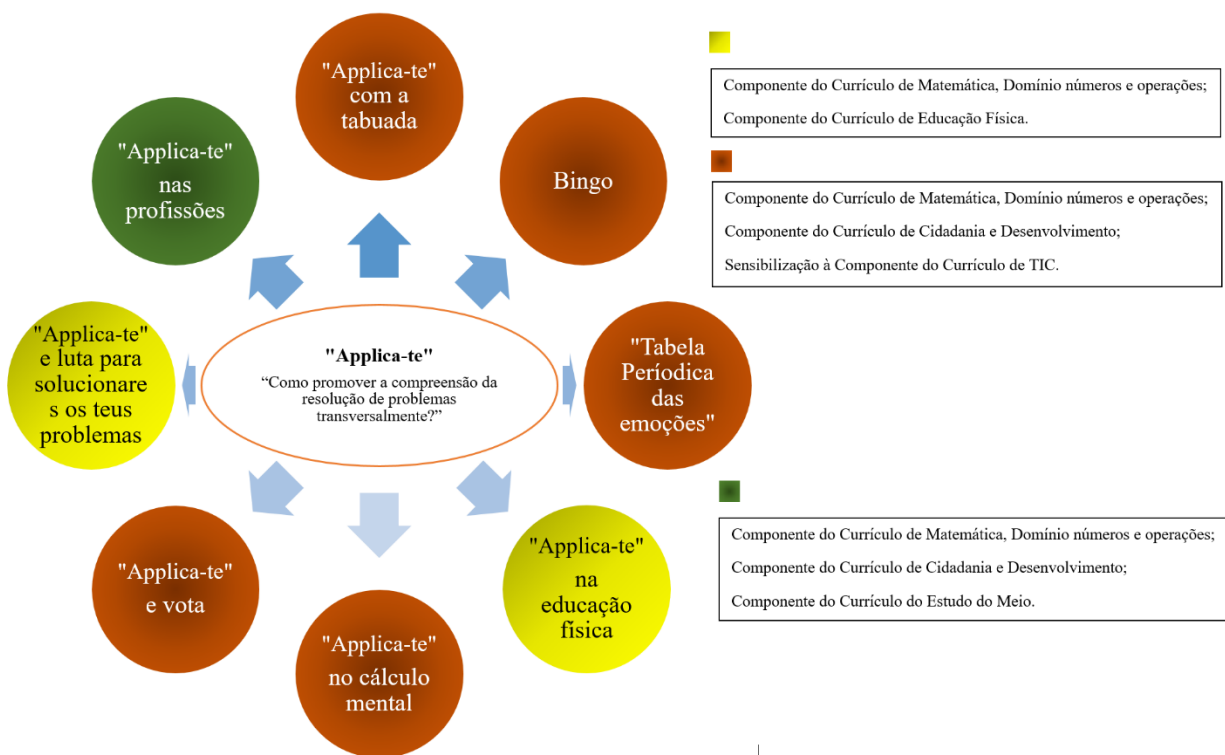 "Applica-te"
com a
tabuada
Bingo
"Tabela
Periódica
das
emoções"
"Applica-te"
na
educação
física
"Applica-te"
no cálculo
mental
"Applica-te"
e vota
"Applica-te"
e luta para
solucionare
s os teus
problemas
"Applica-te"
nas
profissões
"Applica-te"
“Como promover a compreensão da
resolução de problemas
transversalmente?”
Componente do Currículo de Matemática, Domínio números e operações;
Componente do Currículo de Educação Física.
Componente do Currículo de Matemática, Domínio números e operações;
Componente do Currículo de Cidadania e Desenvolvimento;
Sensibilização à Componente do Currículo de TIC.
Componente do Currículo de Matemática, Domínio números e operações;
Componente do Currículo de Cidadania e Desenvolvimento;
Componente do Currículo do Estudo do Meio.